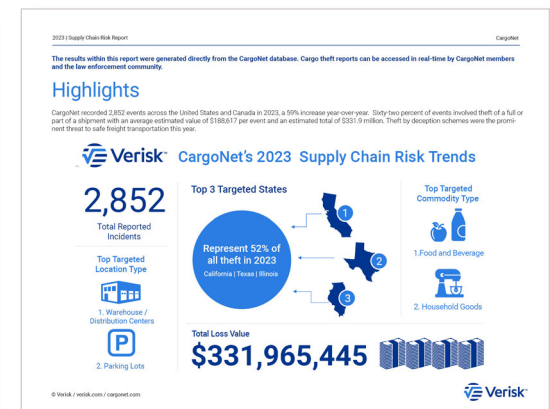 2023 | Supply Chain Risk Report
CargoNet
The results within this report were generated directly from the CargoNet database. Cargo theft reports can be accessed in real-time by CargoNet members
and the law enforcement community.
Highlights
CargoNet recorded 2,852 events across the United States and Canada in 2023, a 59% increase year-over-year. Sixty-two percent of events involved theft of a full or
part of a shipment with an average estimated value of $188,617 per event and an estimated total of $331.9 million. Theft by deception schemes were the promi-
nent threat to safe freight transportation this year.
Verisk™ CargoNet's 2023 Supply Chain Risk Trends
2,852
Total Reported
Incidents
Top Targeted
Location Type
1. Warehouse /
Distribution Centers
P
2. Parking Lots
Top 3 Targeted States
Represent 52% of
all theft in 2023
California | Texas | Illinois
1
2
3
Top Targeted
Commodity Type
1.Food and Beverage
2. Household Goods
Total Loss Value
$331,965,445
© Verisk / verisk.com / cargonet.com
Verisk™